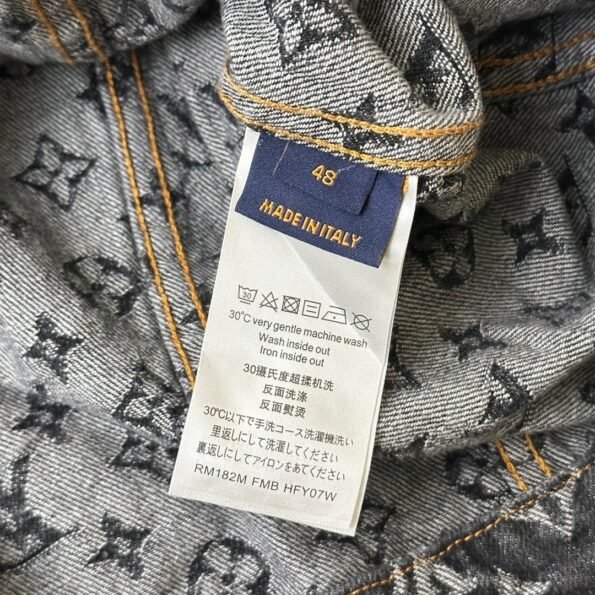 48
MADE IN ITALY
30
30℃ very gentle machine wash
Wash inside out
Iron inside out
30摄氏度超揉机洗
反面洗涤
反面熨烫
30℃以下で手洗コース洗濯機洗い
里返しにして洗濯してください
裏返しにしてアイロンをあてください
RM182M FMB HFY07W